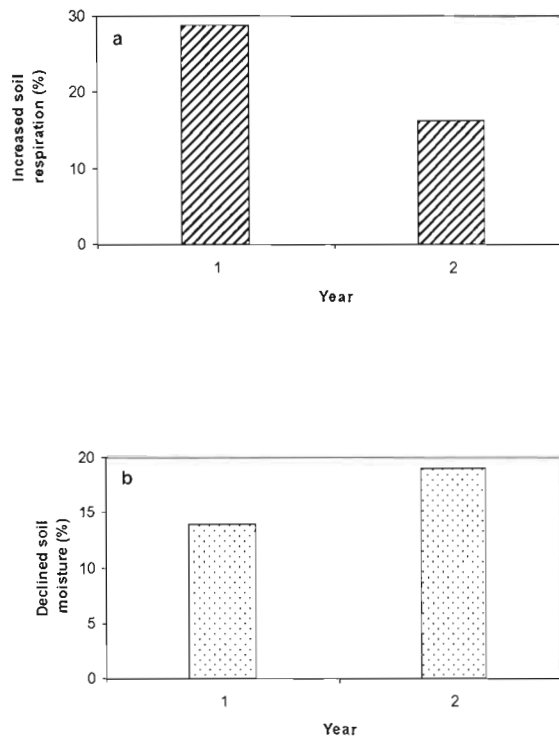 a
30
20
10
0
Increased soil
respiration (%)
1 2
Year
b
20
15
10
5
0
Declined soil
moisture (%)
1 2
Year